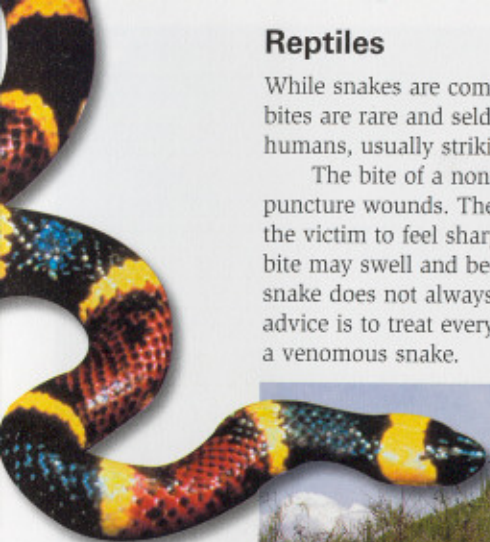 Reptiles
While snakes are com
bites are rare and seld
humans, usually striki
The bite of a non
puncture wounds. The
the victim to feel shar
bite may swell and be
snake does not always
advice is to treat every
a venomous snake.